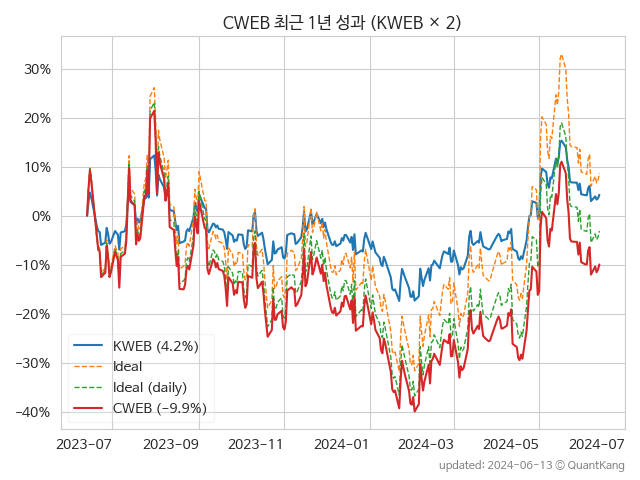 CWEB 최근 1년 성과 (KWEB × 2)
30%
20%
10%
0%
−10%
−20%
−30%
−40%
KWEB (4.2%)
Ideal
Ideal (daily)
CWEB (−9.9%)
2023−07 2023−09 2023−11 2024−01 2024−03 2024−05 2024−07
updated: 2024-06-13 ⓒ QuantKang